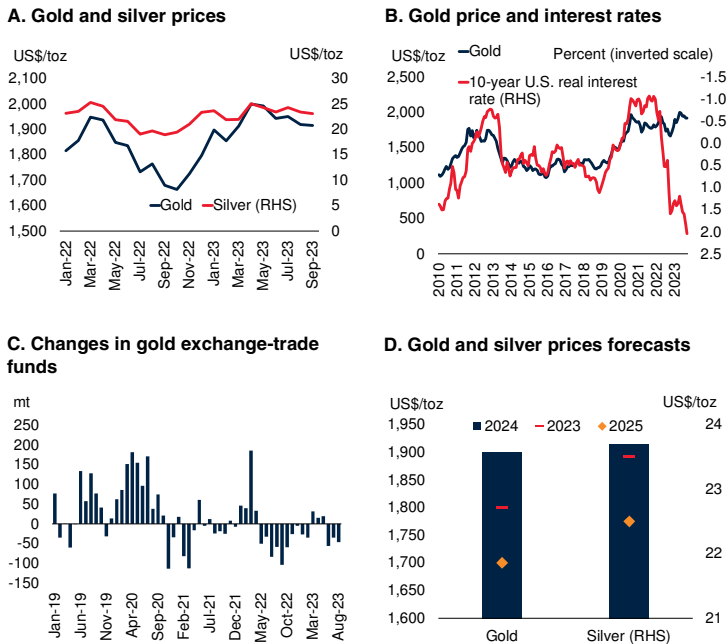 A. Gold and silver prices
US$/toz
US$/toz
2,100
2,000
1,900
1,800
1,700
1,600
1,500
30
25
20
15
10
5
0
Gold
Silver (RHS)
Jan-22
Mar-22
May-22
Jul-22
Sep-22
Nov-22
Jan-23
Mar-23
May-23
Jul-23
Sep-23
B. Gold price and interest rates
US$/toz
Gold
Percent (inverted scale)
10-year U.S. real interest
rate (RHS)
2,500
2,000
1,500
1,000
500
0
-1.5
-1.0
-0.5
0.0
0.5
1.0
1.5
2.0
2.5
2010
2011
2012
2013
2014
2015
2016
2017
2018
2019
2020
2021
2022
2023
C. Changes in gold exchange-trade
funds
mt
250
200
150
100
50
0
-50
-100
-150
Jan-19
Jun-19
Nov-19
Apr-20
Sep-20
Feb-21
Jul-21
Dec-21
May-22
Oct-22
Mar-23
Aug-23
D. Gold and silver prices forecasts
US$/toz
US$/toz
2024
2023
2025
1,950
1,900
1,850
1,800
1,750
1,700
1,650
1,600
24
23
22
21
Gold
Silver (RHS)